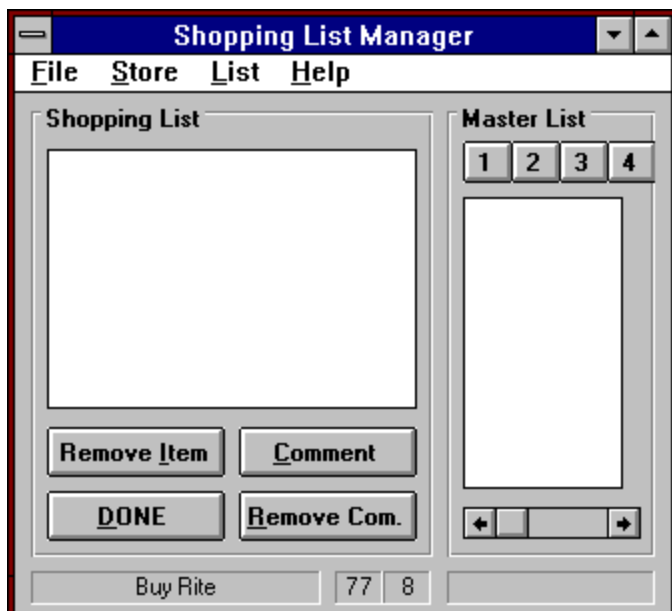 Shopping List Manager
File Store List Help
Shopping List
Master List
1 2 3 4
Remove Item
Comment
DONE
Remove Com.
Buy Rite 77 8